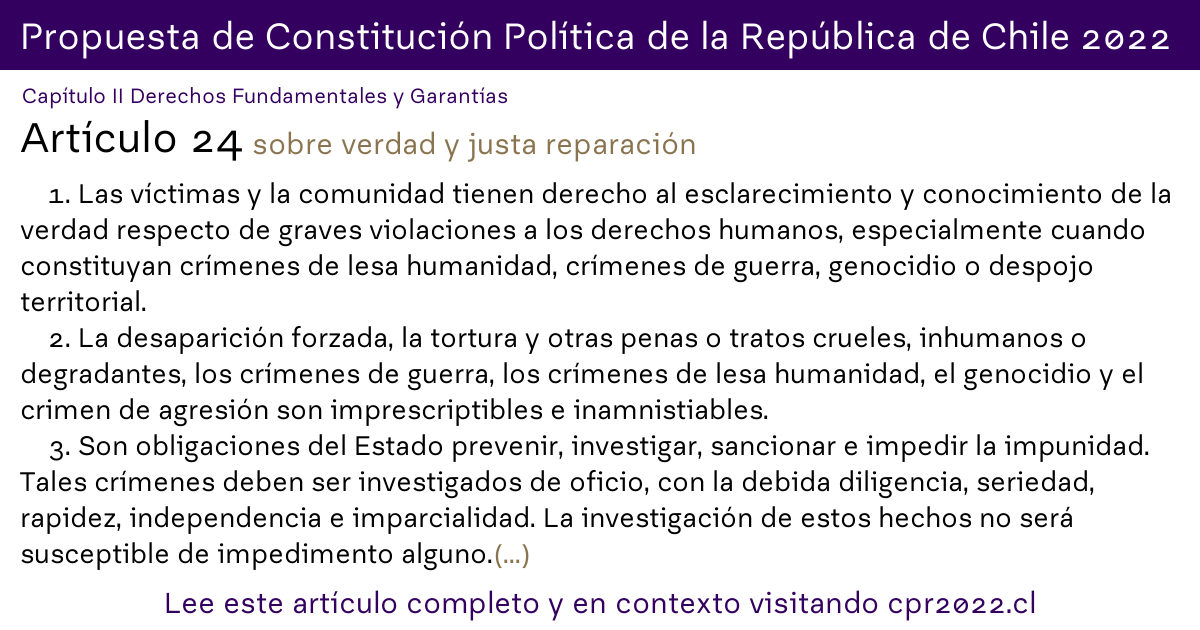 Propuesta de Constitución Política de la República de Chile 2022
Capítulo II Derechos Fundamentales y Garantías
Artículo 24 sobre verdad y justa reparación
1. Las víctimas y la comunidad tienen derecho al esclarecimiento y conocimiento de la
verdad respecto de graves violaciones a los derechos humanos, especialmente cuando
constituyan crímenes de lesa humanidad, crímenes de guerra, genocidio o despojo
territorial.
2. La desaparición forzada, la tortura y otras penas o tratos crueles, inhumanos o
degradantes, los crímenes de guerra, los crímenes de lesa humanidad, el genocidio y el
crimen de agresión son imprescriptibles e inamnistiables.
3. Son obligaciones del Estado prevenir, investigar, sancionar e impedir la impunidad.
Tales crímenes deben ser investigados de oficio, con la debida diligencia, seriedad,
rapidez, independencia e imparcialidad. La investigación de estos hechos no será
susceptible de impedimento alguno.(...)
Lee este artículo completo y en contexto visitando cpr2022.cl